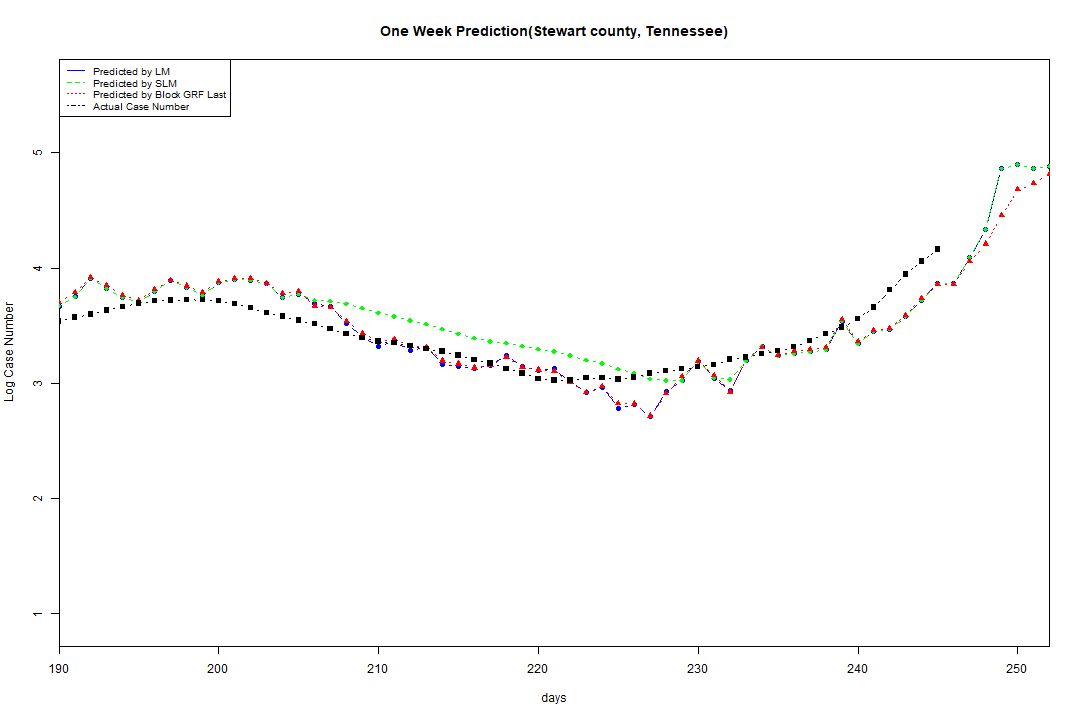 One Week Prediction(Stewart county, Tennessee)
Predicted by LM
Predicted by SLM
Predicted by Block GRF Last
Actual Case Number
5
4
3
2
1
Log Case Number
190 200 210 220 230 240 250
days